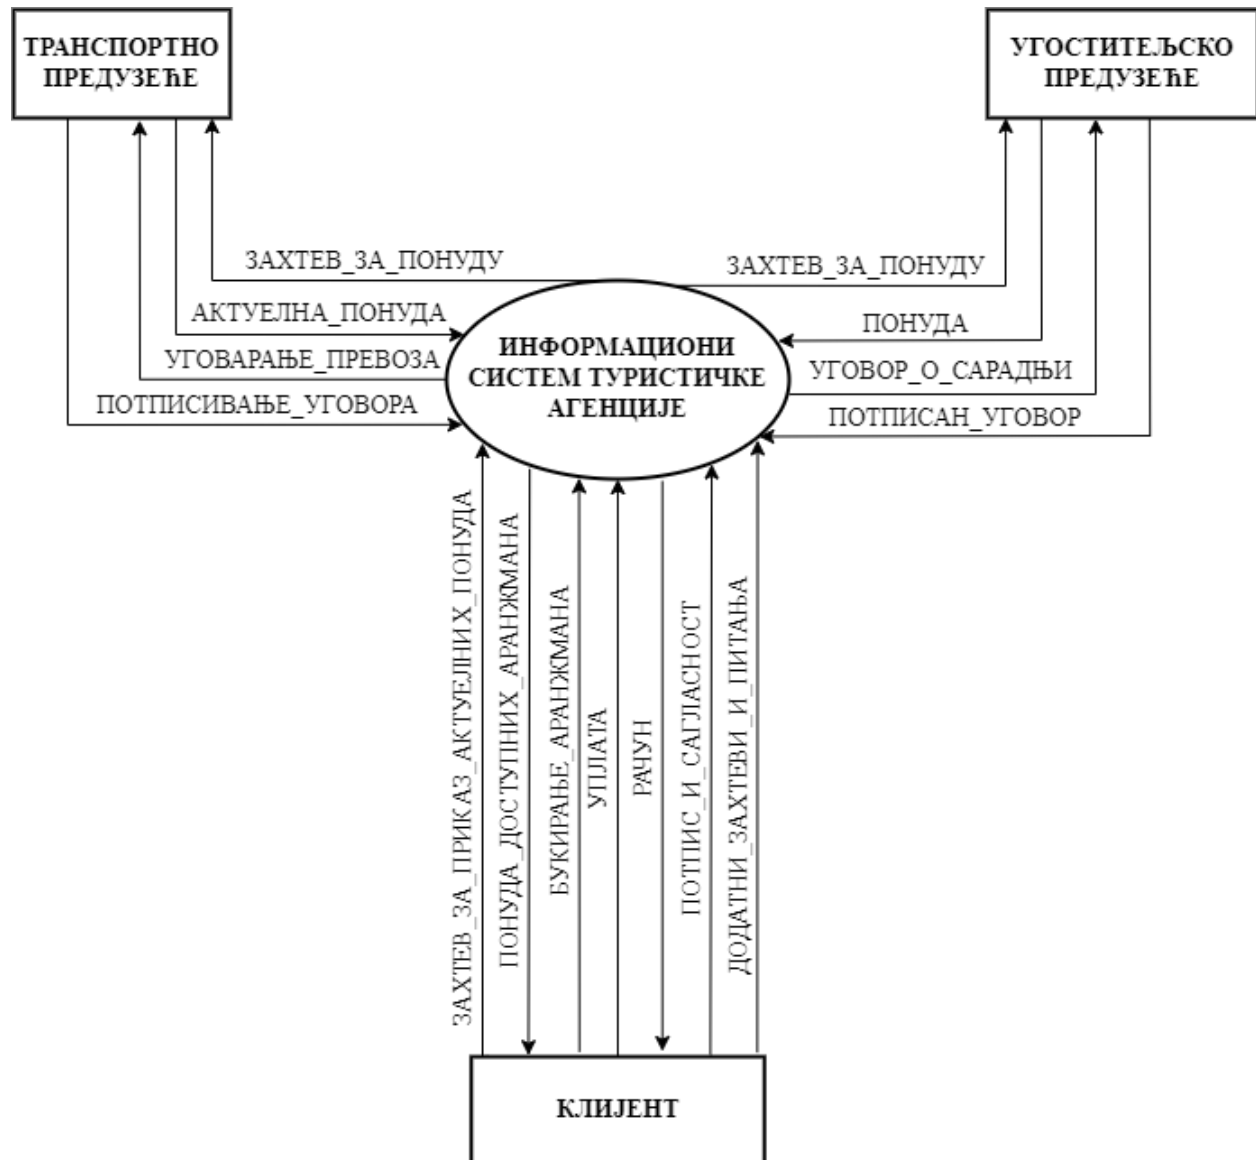 ТРАНСПОРТНО
ПРЕДУЗЕЋЕ
УГОСТИТЕЉСКО
ПРЕДУЗЕЋЕ
ЗАХТЕВ_ЗА_ПОНУДУ
ЗАХТЕВ_ЗА_ПОНУДУ
АКТУЕЛНА_ПОНУДА
ПОНУДА
УГОВАРАЊЕ_ПРЕВОЗА
УГОВОР_О_САРАДЊИ
ПОТПИСИВАЊЕ_УГОВОРА
ПОТПИСАН_УГОВОР
ИНФОРМАЦИОНИ
СИСТЕМ ТУРИСТИЧКЕ
АГЕНЦИЈЕ
ЗАХТЕВ_ЗА_ПРИКАЗ_АКТУЕЛНИХ_ПОНУДА
ПОНУДА_ДОСТУПНИХ_АРАНЖМАНА
БУКИРАЊЕ_АРАНЖМАНА
УПЛАТА
РАЧУН
ПОТПИС_И_САГЛАСНОСТ
ДОДАТНИ_ЗАХТЕВИ_И_ПИТАЊА
КЛИЈЕНТ